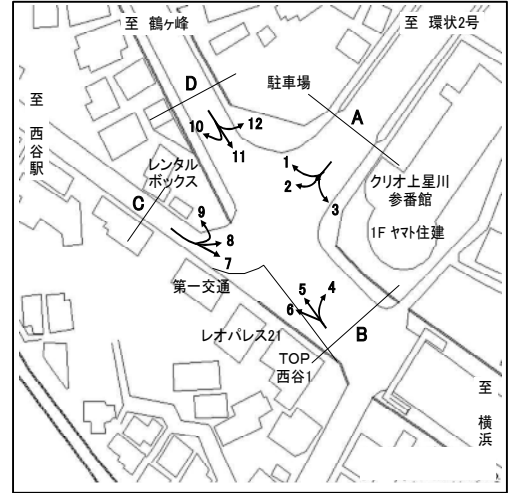 至 鶴ヶ峰
至 環状2号
D
駐車場
A
至
西
谷
駅
10
12
11
レンタル
ボックス
1
2
3
クリオ上星川
参番館
1F ヤマト住建
C
9
8
7
第一交通
5
4
6
B
レオパレス21
TOP
西谷1
至
横
浜